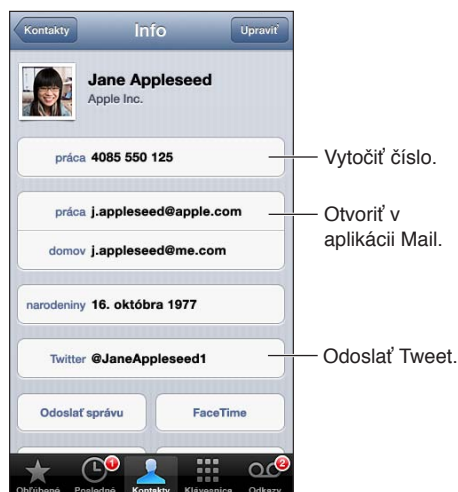 Kontakty
Info
Upraviť
Jane Appleseed
Apple Inc.
práca 4085 550 125
Vytočiť číslo.
práca j.appleseed@apple.com
Otvoriť v
aplikácii Mail.
domov j.appleseed@me.com
narodeniny 16. októbra 1977
Twitter @JaneAppleseed1
Odoslať Tweet.
Odoslať správu
FaceTime
1
2
Obľúbené
Posledné
Kontakty
Klávesnica
Odkazy